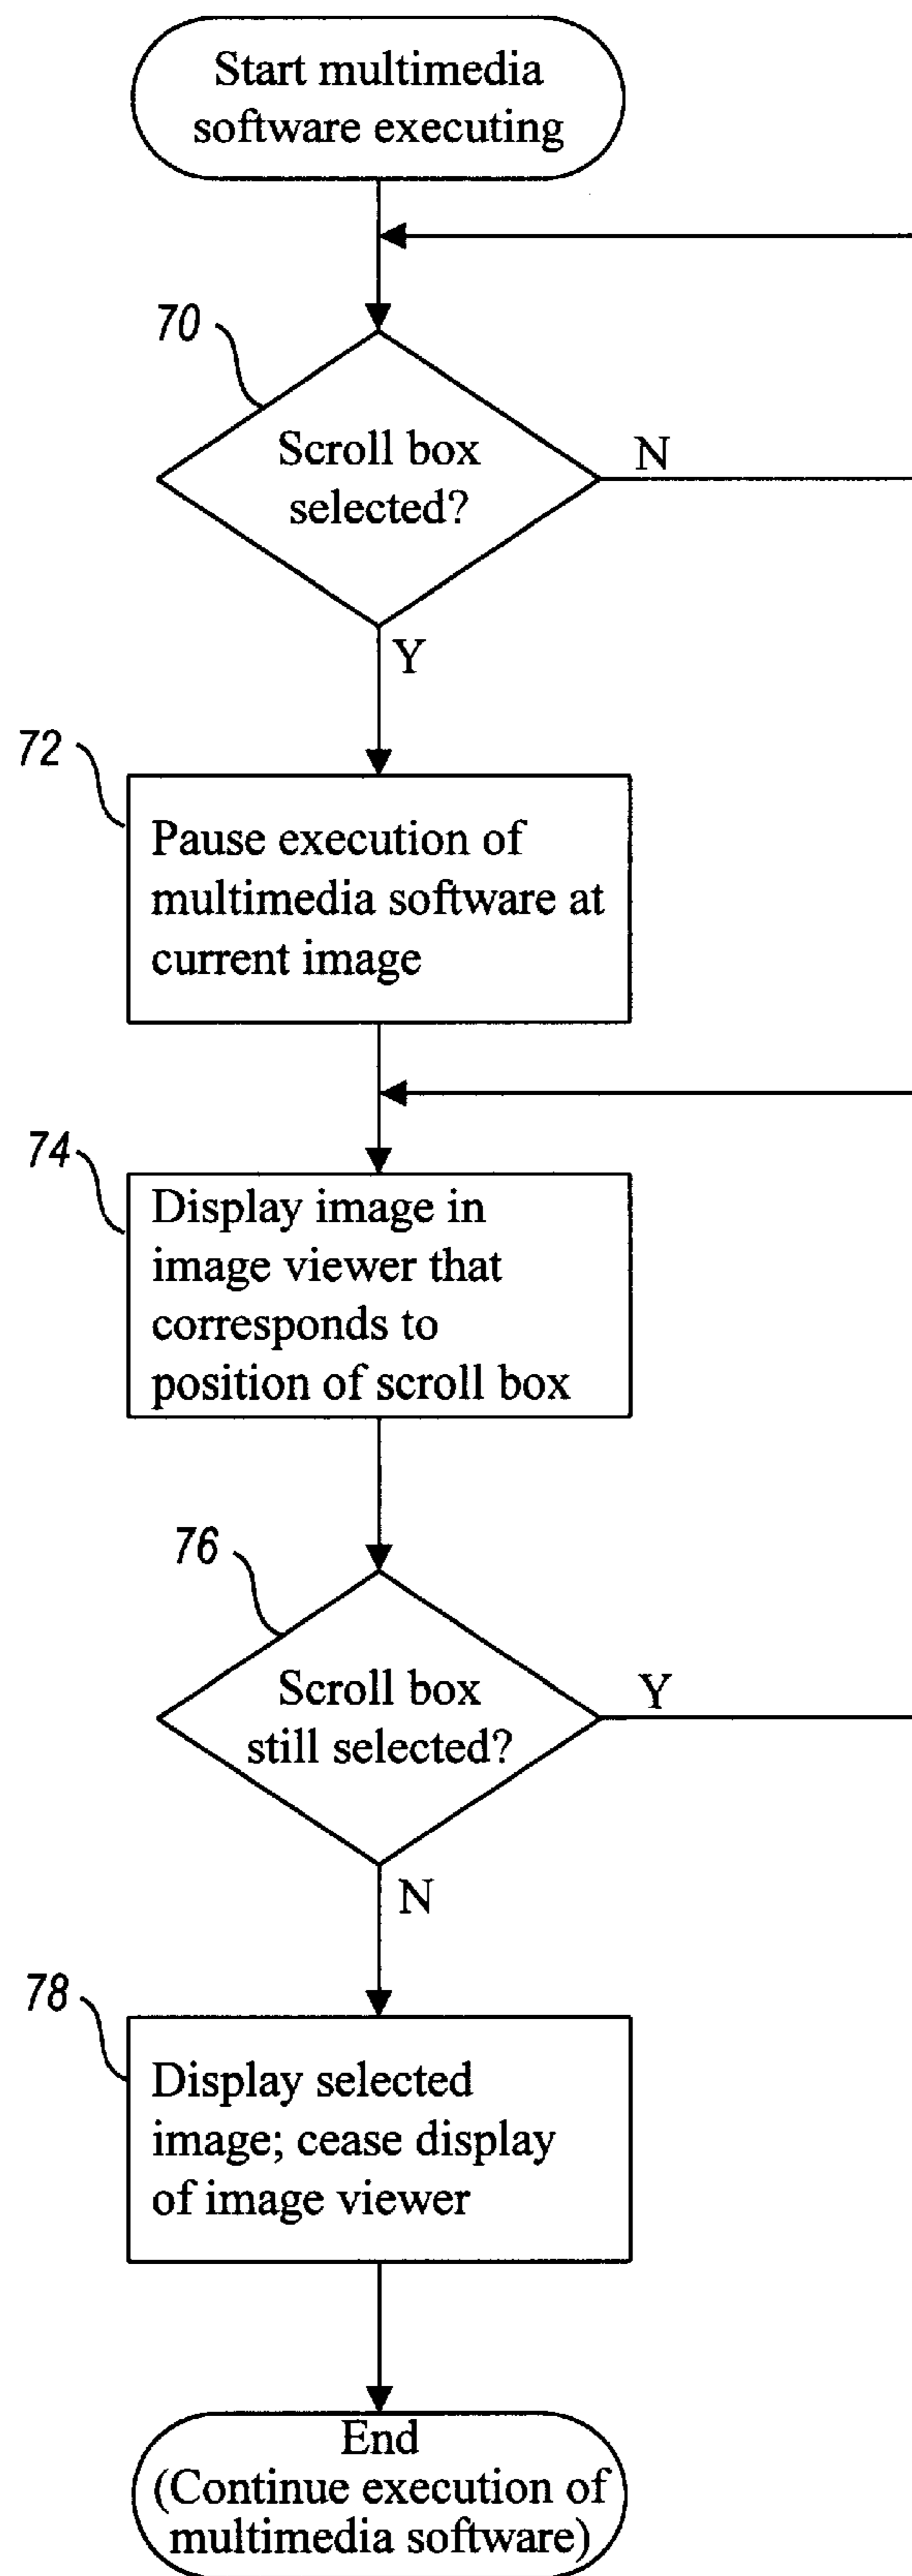 Start multimedia
software executing
70
Scroll box
selected?
N
Y
72
Pause execution of
multimedia software at
current image
74
Display image in
image viewer that
corresponds to
position of scroll box
76
Scroll box
still selected?
Y
N
78
Display selected
image; cease display
of image viewer
End
(Continue execution of
multimedia software)